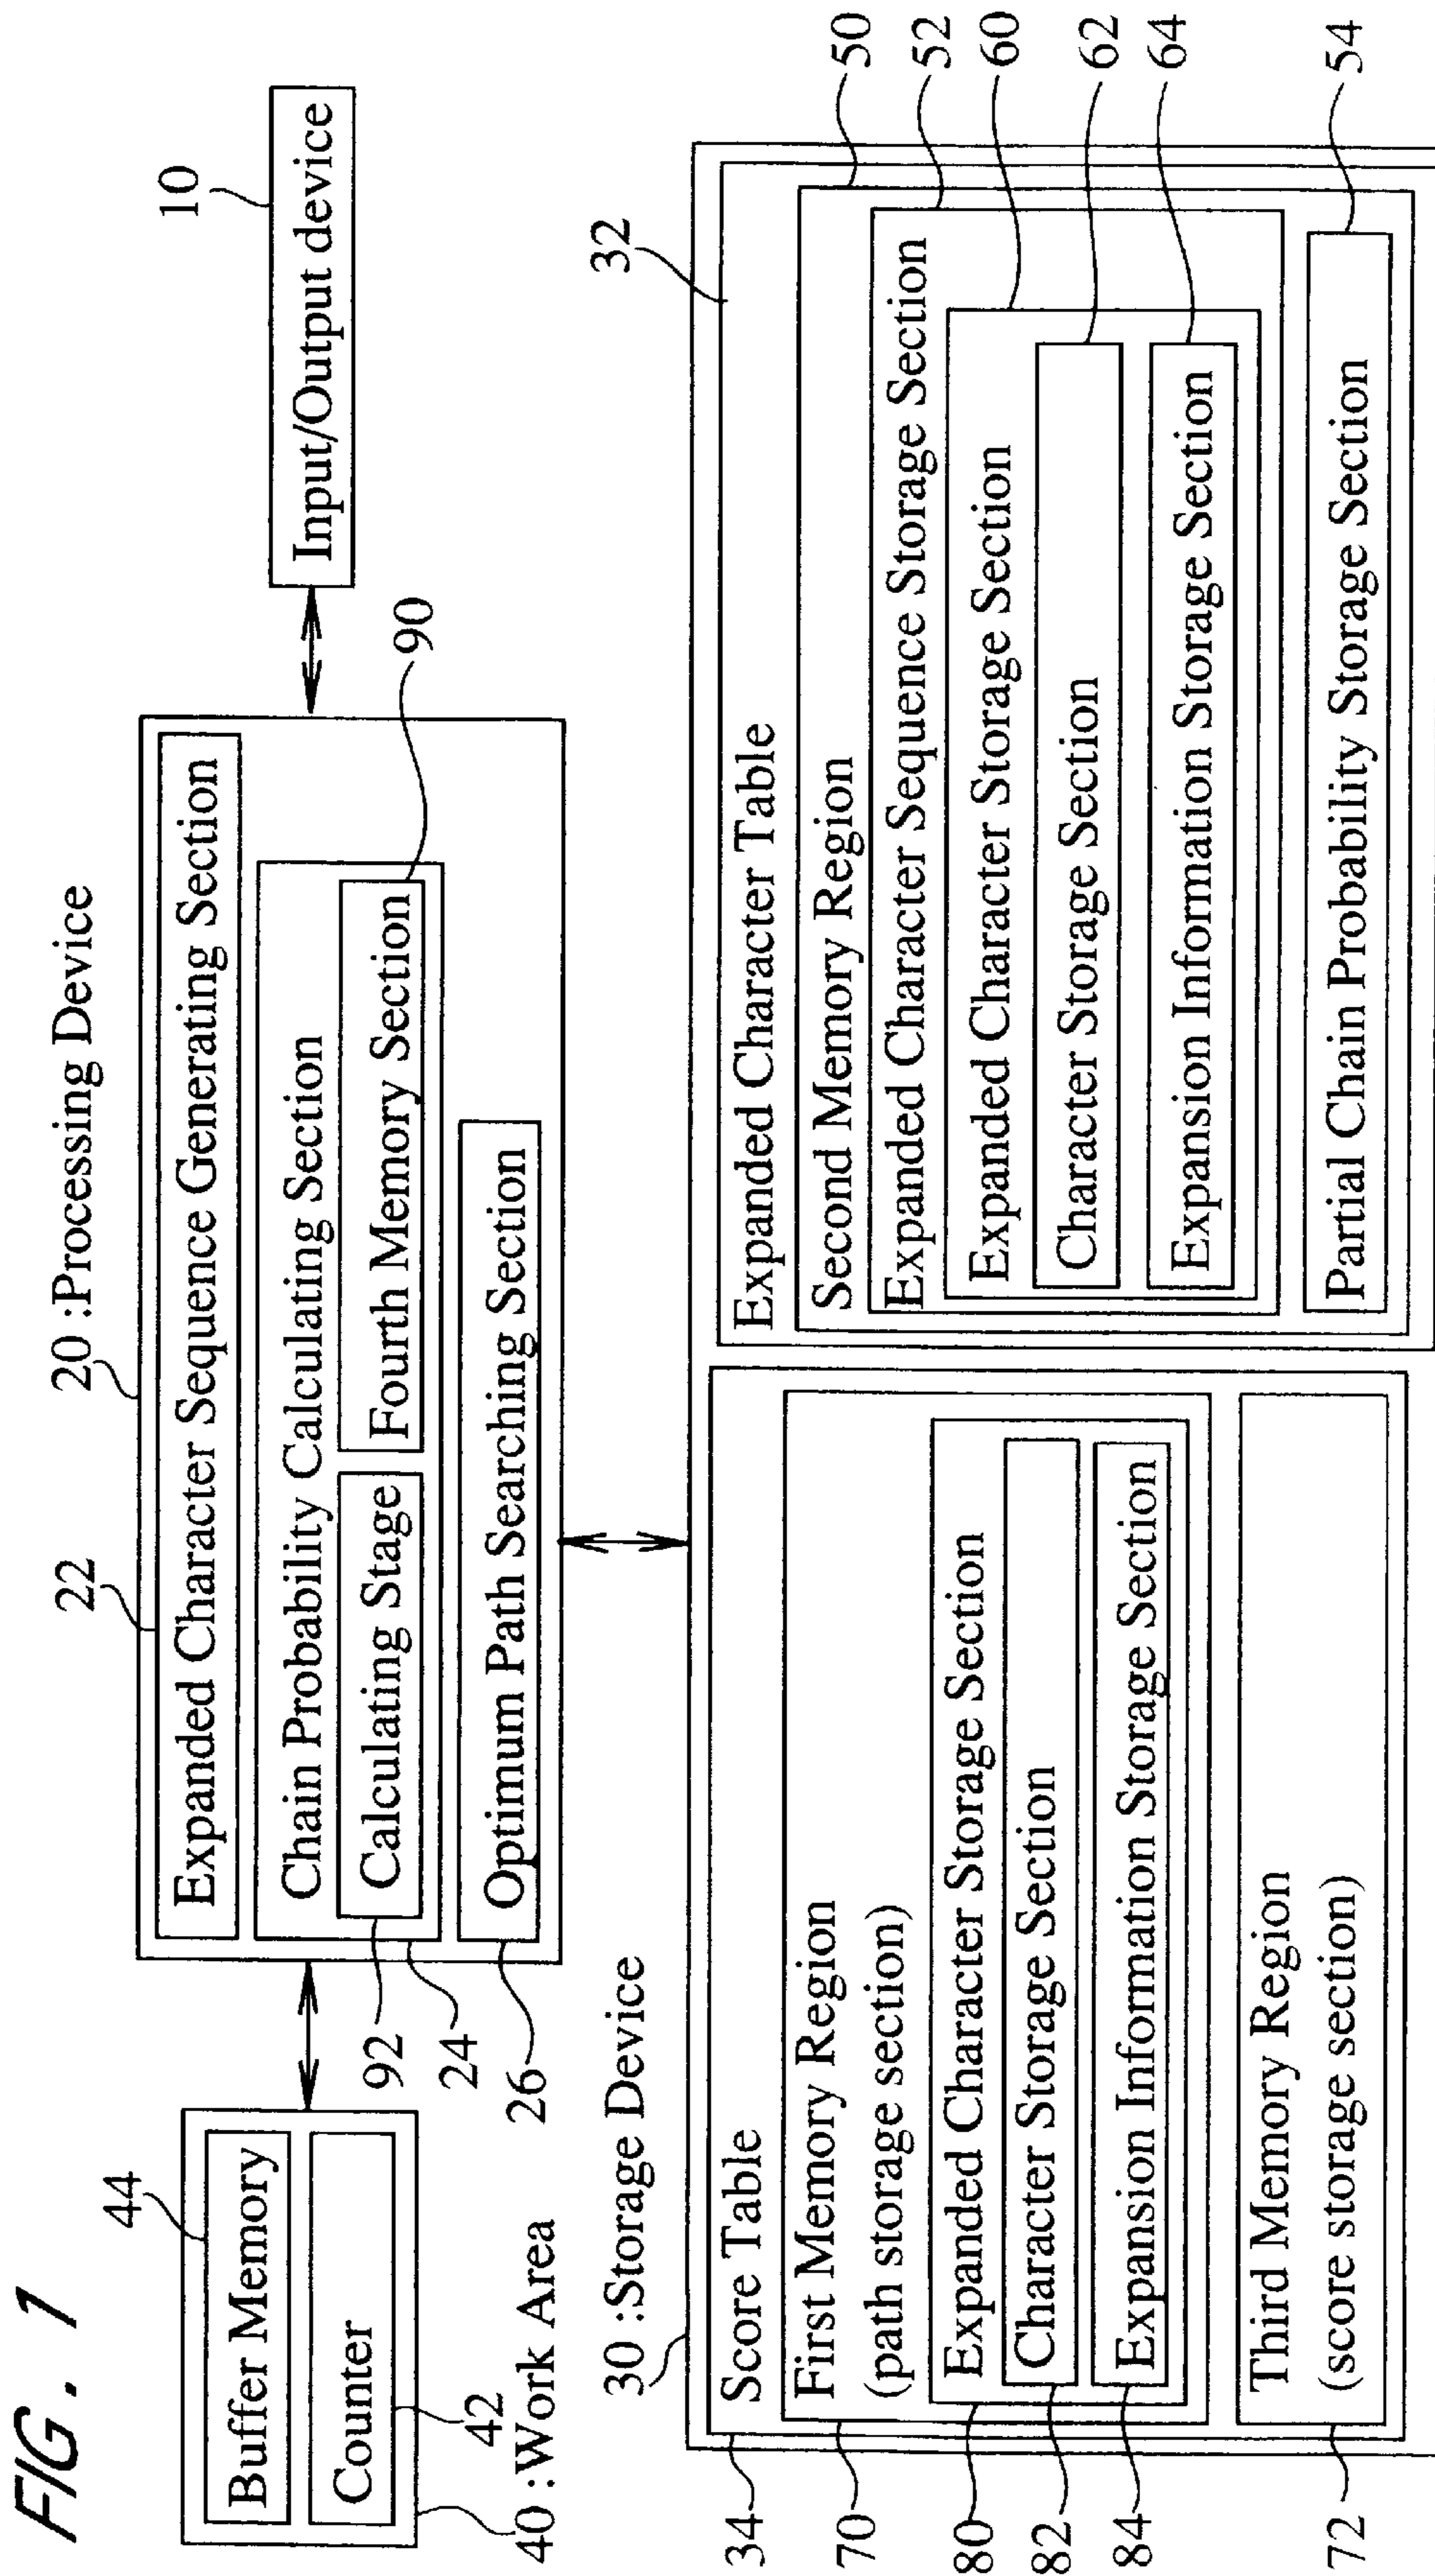 FIG. 1
44
Buffer Memory
Counter
42
40 :Work Area
20 :Processing Device
22
Expanded Character Sequence Generating Section
Chain Probability Calculating Section
Calculating Stage
Fourth Memory Section
90
Optimum Path Searching Section
92
24
26
10
Input/Output device
30 :Storage Device
Score Table
First Memory Region
(path storage section)
Expanded Character Storage Section
Character Storage Section
Expansion Information Storage Section
Third Memory Region
(score storage section)
34
70
80
82
84
72
32
Expanded Character Table
Second Memory Region
Expanded Character Sequence Storage Section
Expanded Character Storage Section
Character Storage Section
Expansion Information Storage Section
Partial Chain Probability Storage Section
50
52
60
62
64
54